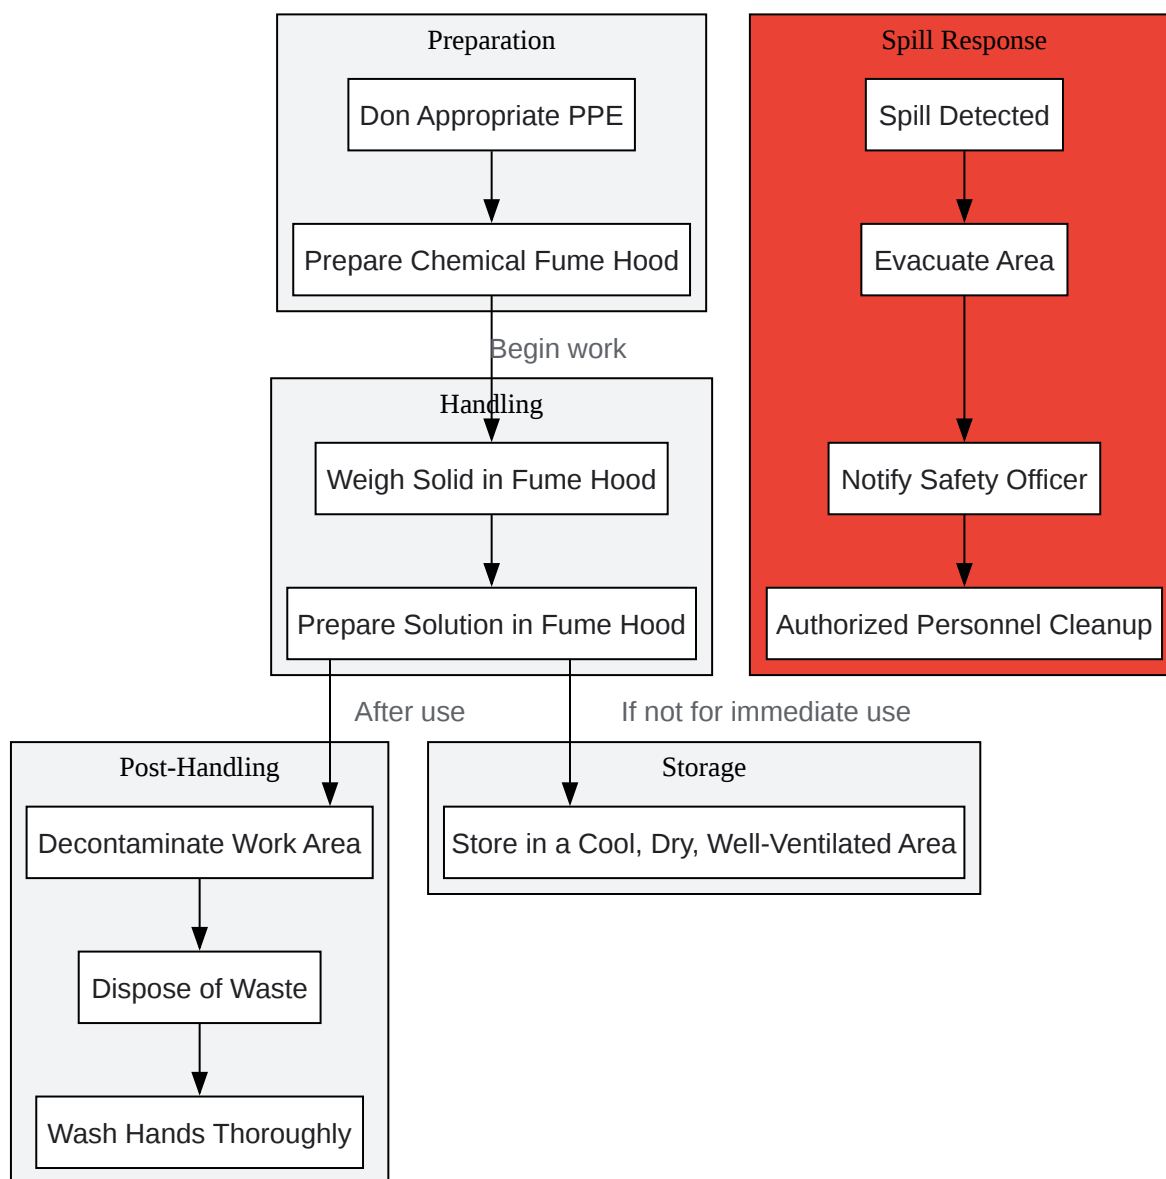 Preparation
Don Appropriate PPE
Prepare Chemical Fume Hood
Begin work
Handling
Weigh Solid in Fume Hood
Prepare Solution in Fume Hood
After use
If not for immediate use
Post-Handling
Decontaminate Work Area
Dispose of Waste
Wash Hands Thoroughly
Storage
Store in a Cool, Dry, Well-Ventilated Area
Spill Response
Spill Detected
Evacuate Area
Notify Safety Officer
Authorized Personnel Cleanup